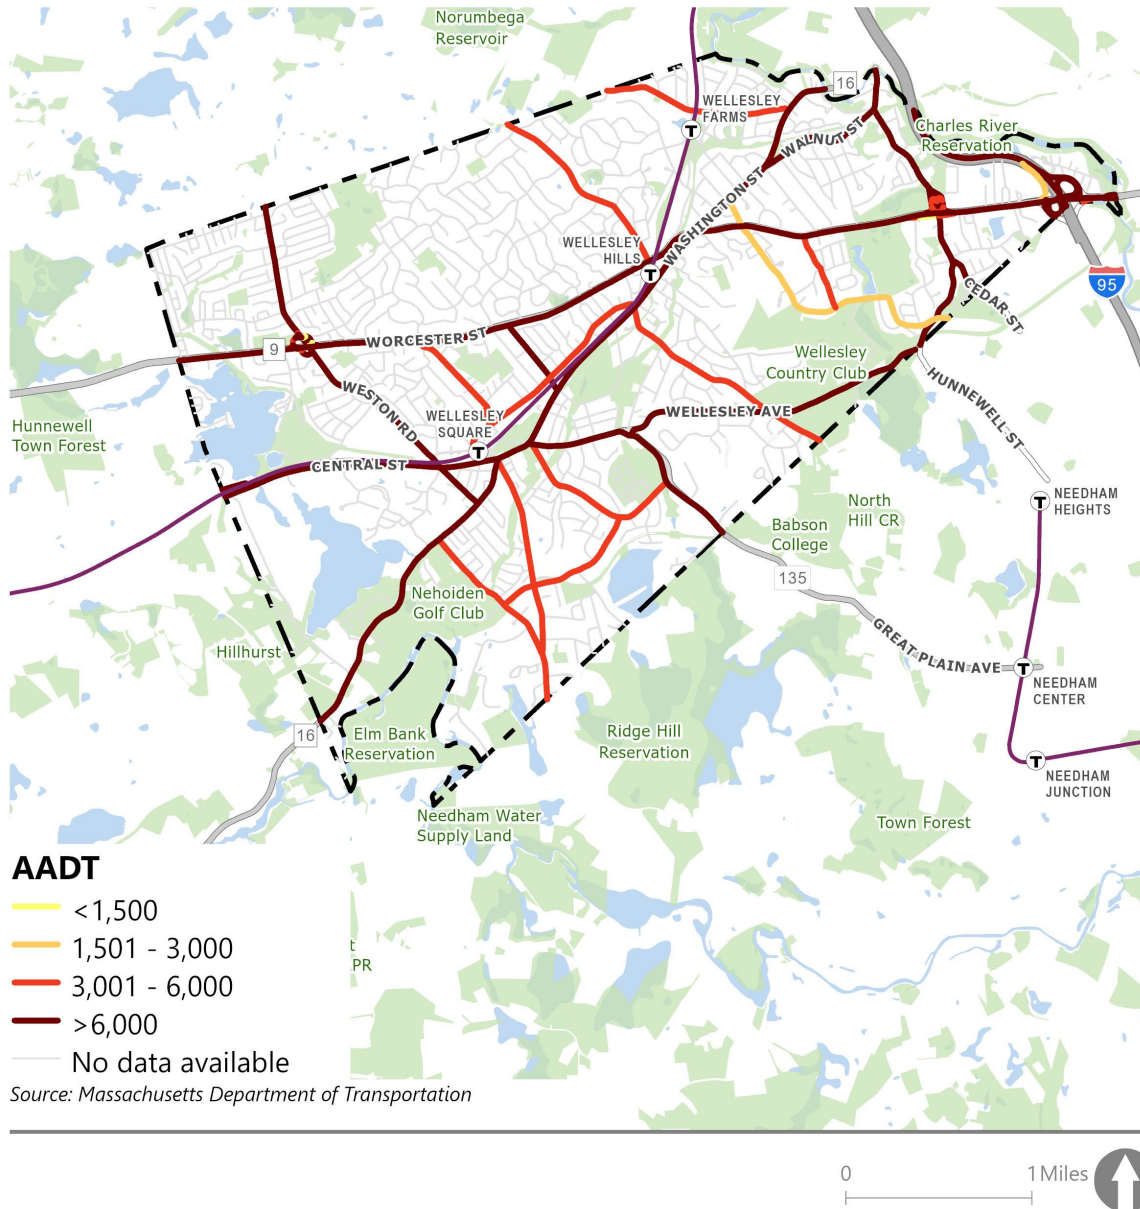 Norumbega
Reservoir
16
WELLESLEY
FARMS
Charles River
Reservation
WALNUT ST
WASHINGTON ST
WELLESLEY
HILLS
T
T
95
CEDAR ST
9
WORCESTER ST
Wellesley
Country Club
WESTON RD
WELLESLEY
SQUARE
T
WELLESLEY AVE
HUNNEWELL ST
Hunnewell
Town Forest
CENTRAL ST
North
Hill CR
T
NEEDHAM
HEIGHTS
Babson
College
135
Nehoiden
Golf Club
GREAT PLAIN AVE
T
NEEDHAM
CENTER
Hillhurst
16
Elm Bank
Reservation
Ridge Hill
Reservation
T
NEEDHAM
JUNCTION
Needham Water
Supply Land
Town Forest
AADT
<1,500
1,501 - 3,000
3,001 - 6,000
>6,000
No data available
t
PR
Source: Massachusetts Department of Transportation
0 1 Miles